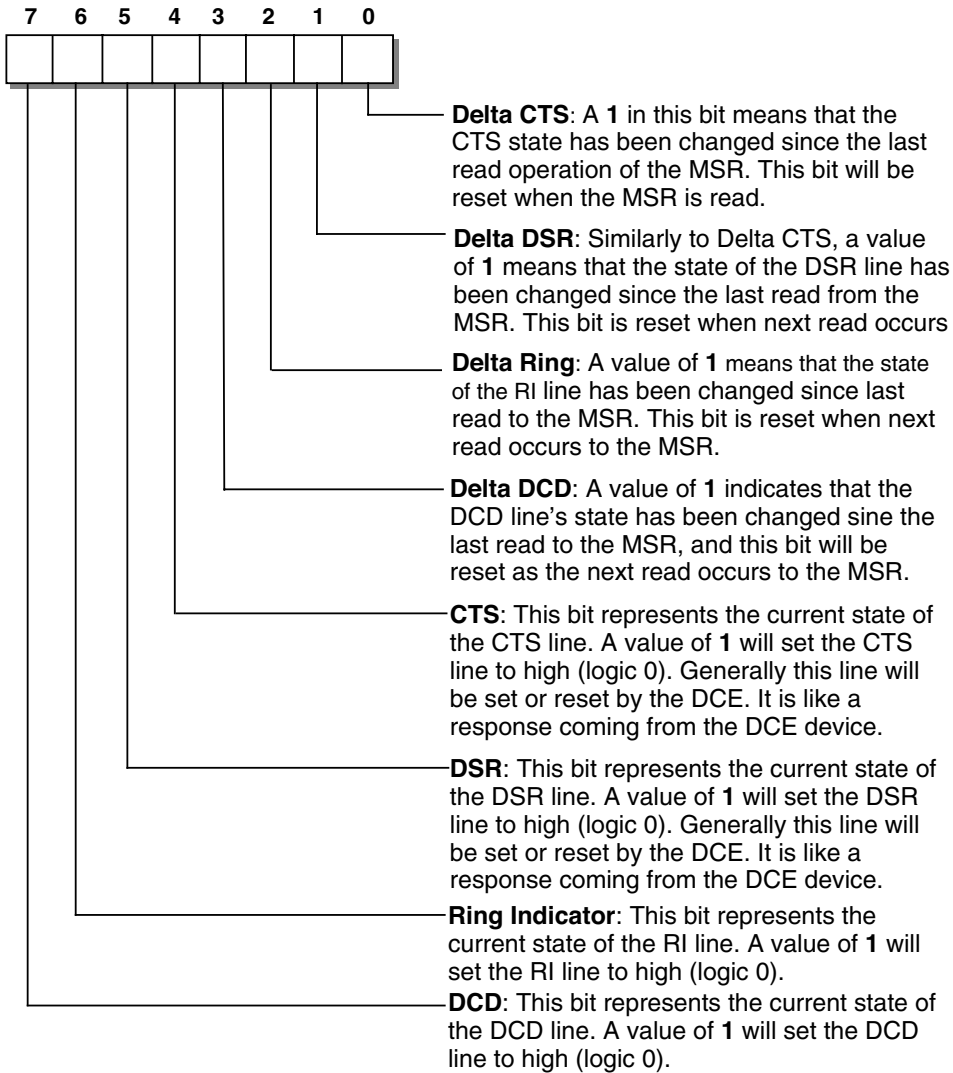 7 6 5 4 3 2 1 0
Delta CTS: A 1 in this bit means that the
CTS state has been changed since the last
read operation of the MSR. This bit will be
reset when the MSR is read.
Delta DSR: Similarly to Delta CTS, a value
of 1 means that the state of the DSR line has
been changed since the last read from the
MSR. This bit is reset when next read occurs
Delta Ring: A value of 1 means that the state
of the RI line has been changed since last
read to the MSR. This bit is reset when next
read occurs to the MSR.
Delta DCD: A value of 1 indicates that the
DCD line's state has been changed sine the
last read to the MSR, and this bit will be
reset as the next read occurs to the MSR.
CTS: This bit represents the current state of
the CTS line. A value of 1 will set the CTS
line to high (logic 0). Generally this line will
be set or reset by the DCE. It is like a
response coming from the DCE device.
DSR: This bit represents the current state of
the DSR line. A value of 1 will set the DSR
line to high (logic 0). Generally this line will
be set or reset by the DCE. It is like a
response coming from the DCE device.
Ring Indicator: This bit represents the
current state of the RI line. A value of 1 will
set the RI line to high (logic 0).
DCD: This bit represents the current state of
the DCD line. A value of 1 will set the DCD
line to high (logic 0).